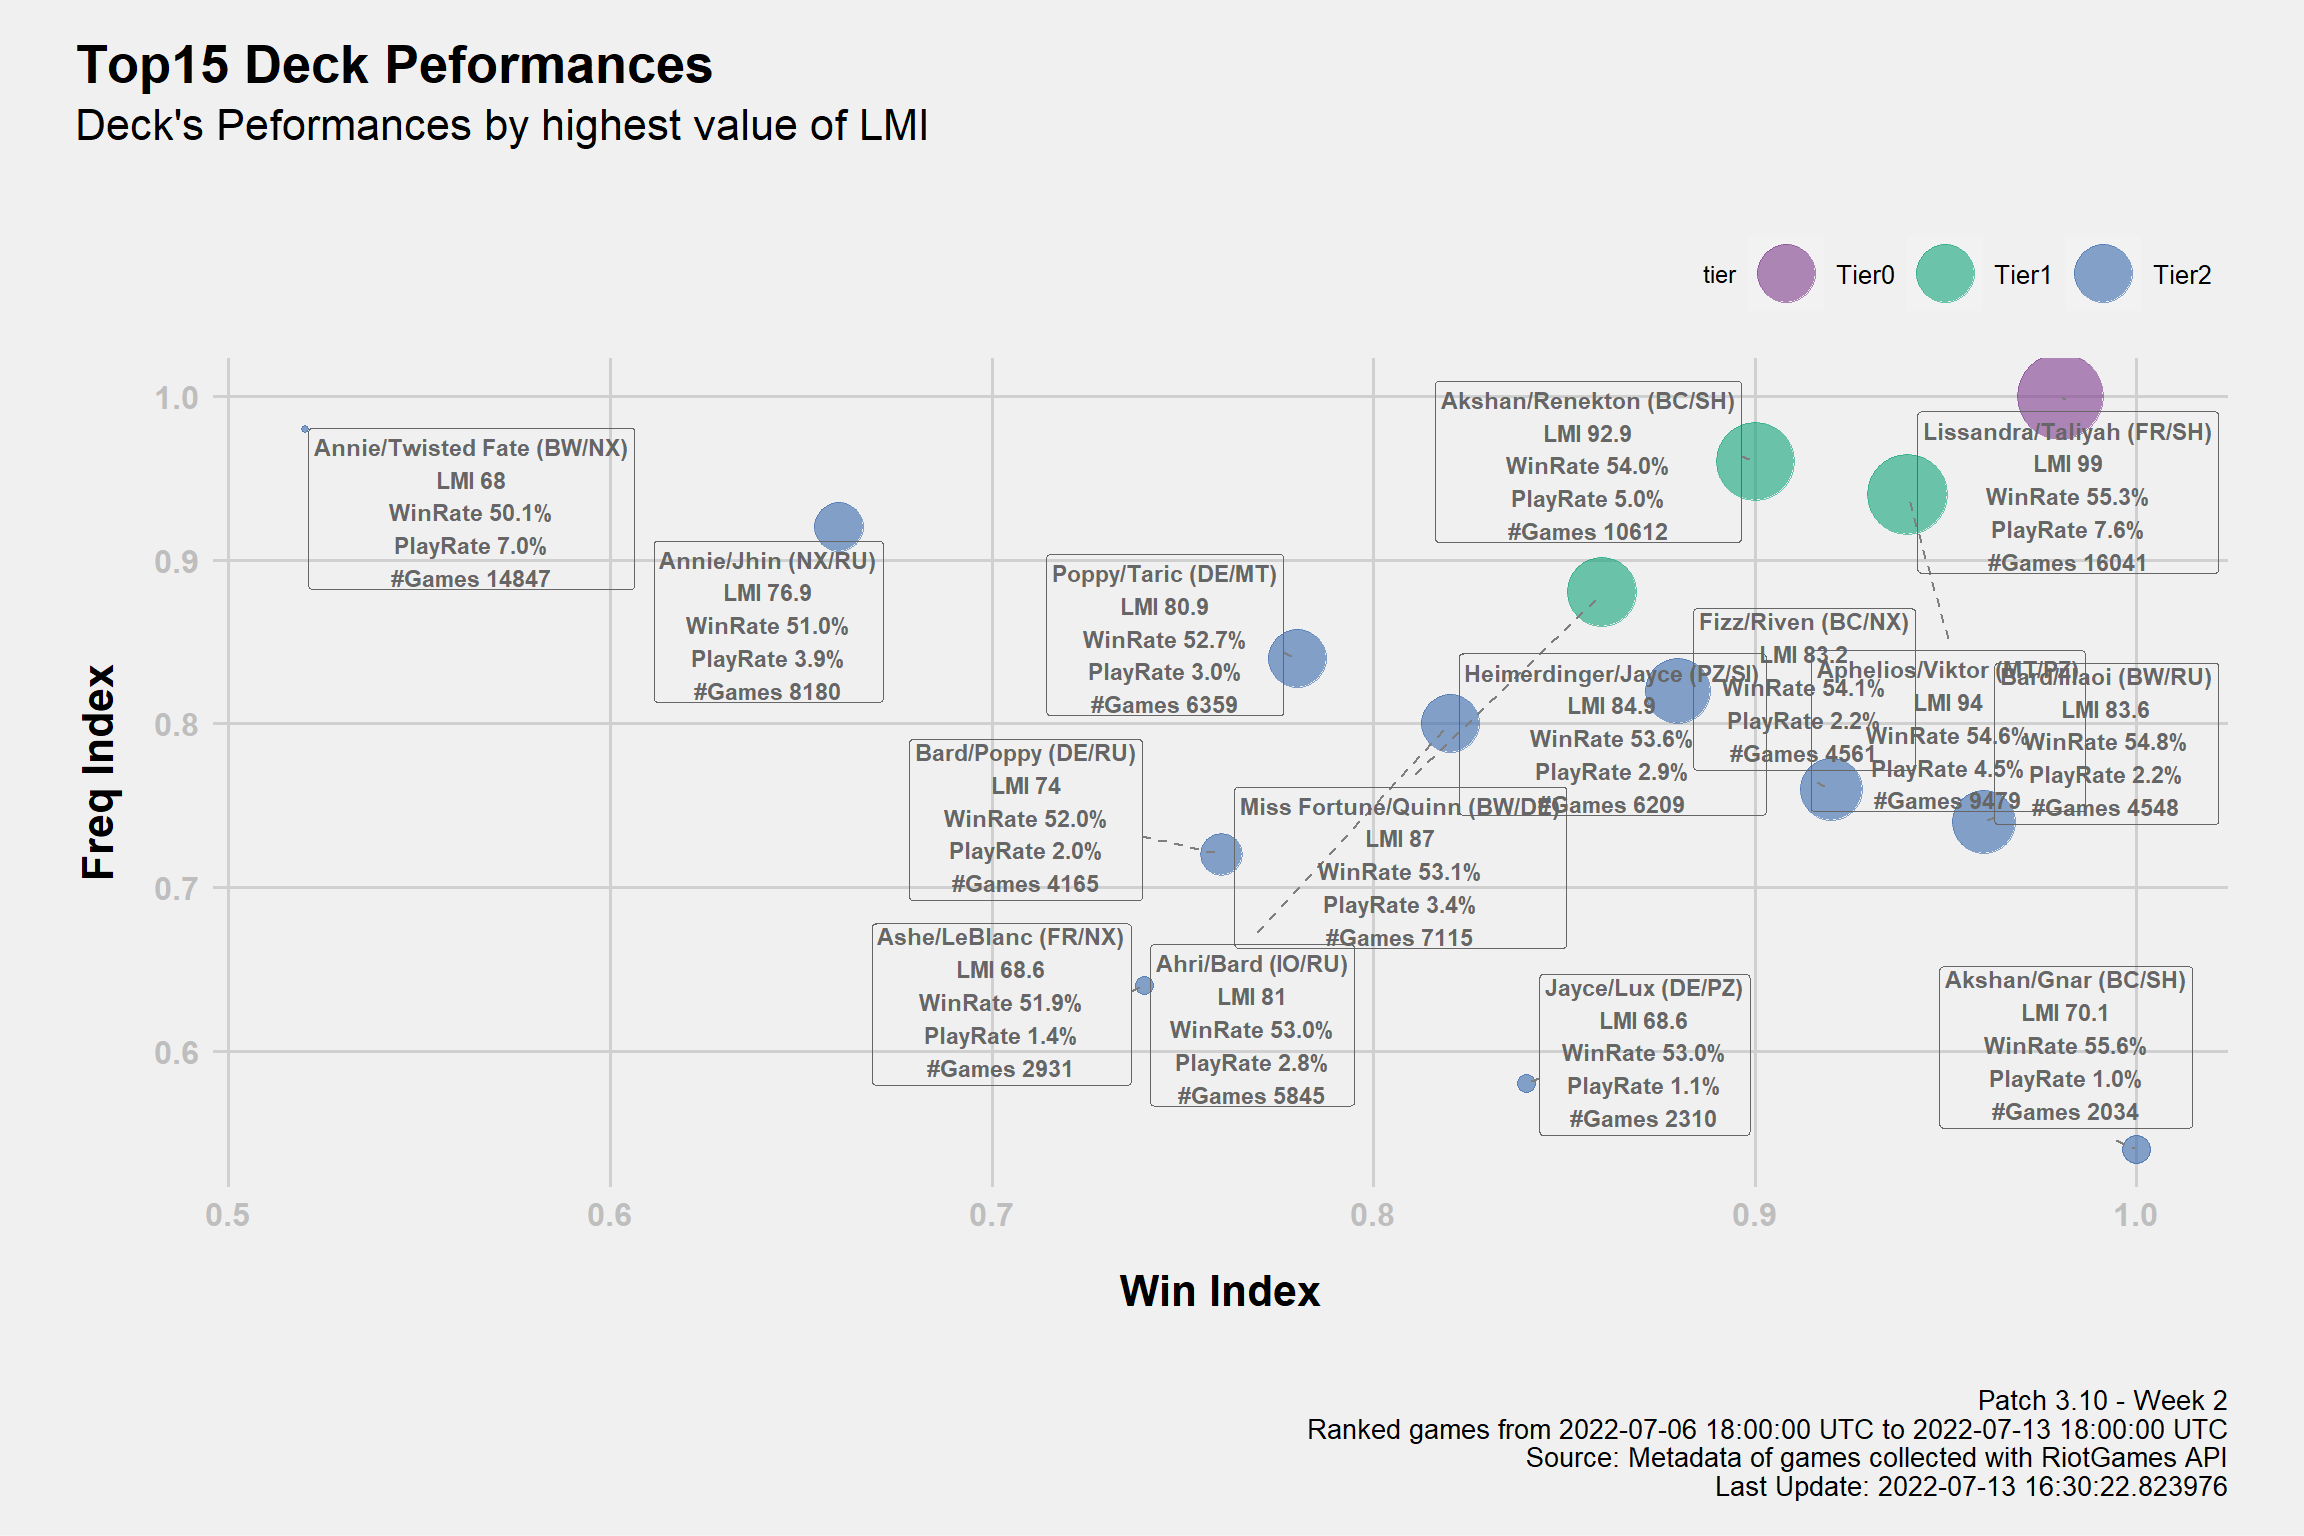 Top15 Deck Peformances
Deck's Peformances by highest value of LMI
tier
Tier0
Tier1
Tier2
Freq Index
1.0
0.9
0.8
0.7
0.6
Annie/Twisted Fate (BW/NX)
LMI 68
WinRate 50.1%
PlayRate 7.0%
#Games 14847
Annie/Jhin (NX/RU)
LMI 76.9
WinRate 51.0%
PlayRate 3.9%
#Games 8180
Poppy/Taric (DE/MT)
LMI 80.9
WinRate 52.7%
PlayRate 3.0%
#Games 6359
Akshan/Renekton (BC/SH)
LMI 92.9
WinRate 54.0%
PlayRate 5.0%
#Games 10612
Lissandra/Taliyah (FR/SH)
LMI 99
WinRate 55.3%
PlayRate 7.6%
#Games 16041
Fizz/Riven (BC/NX)
LMI 83.2
WinRate 54.1%
PlayRate 2.2%
#Games 4561
Heimerdinger/Jayce (PZ/SI)
LMI 84.9
WinRate 53.6%
PlayRate 2.9%
#Games 6209
Aphelios/Viktor (MT/PZ)
LMI 94
WinRate 54.6%
PlayRate 4.5%
#Games 9479
Bard/Illaoi (BW/RU)
LMI 83.6
WinRate 54.8%
PlayRate 2.2%
#Games 4548
Bard/Poppy (DE/RU)
LMI 74
WinRate 52.0%
PlayRate 2.0%
#Games 4165
Miss Fortune/Quinn (BW/DE)
LMI 87
WinRate 53.1%
PlayRate 3.4%
#Games 7115
Ashe/LeBlanc (FR/NX)
LMI 68.6
WinRate 51.9%
PlayRate 1.4%
#Games 2931
Ahri/Bard (IO/RU)
LMI 81
WinRate 53.0%
PlayRate 2.8%
#Games 5845
Jayce/Lux (DE/PZ)
LMI 68.6
WinRate 53.0%
PlayRate 1.1%
#Games 2310
Akshan/Gnar (BC/SH)
LMI 70.1
WinRate 55.6%
PlayRate 1.0%
#Games 2034
0.5
0.6
0.7
0.8
0.9
1.0
Win Index
Patch 3.10 - Week 2
Ranked games from 2022-07-06 18:00:00 UTC to 2022-07-13 18:00:00 UTC
Source: Metadata of games collected with RiotGames API
Last Update: 2022-07-13 16:30:22.823976